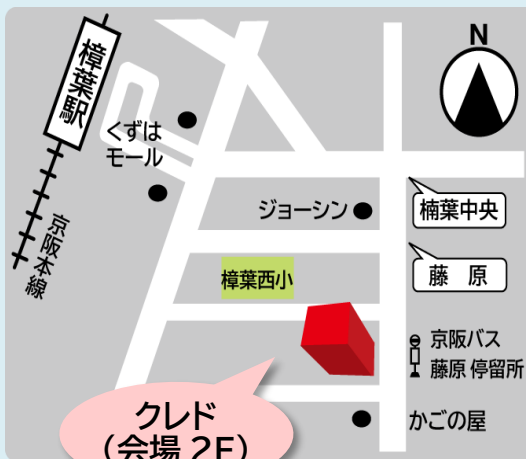 N
樟葉駅
くずは
モール
京阪本線
ジョーシン
楠葉中央
藤原
樟葉西小
京阪バス
藤原 停留所
かごの屋
クレド
(会場 2F)